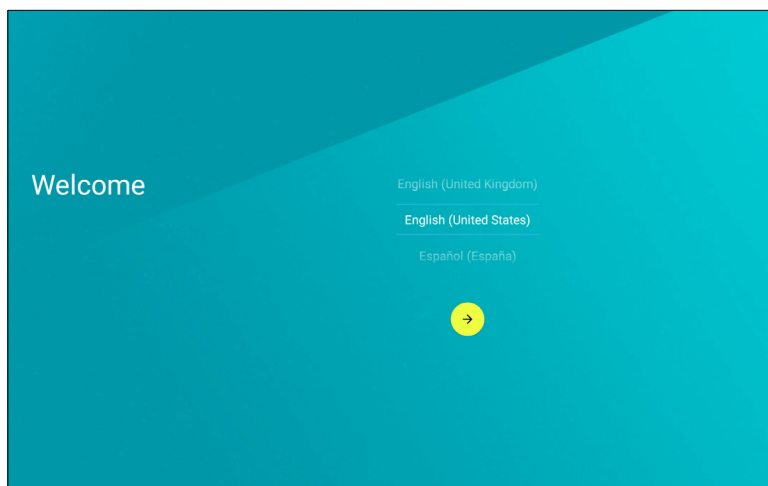 Welcome
English (United Kingdom)
English (United States)
Español (España)